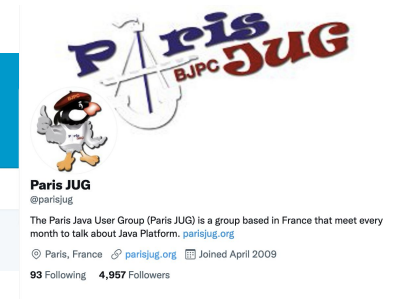 Paris
BJPC JUG
Paris JUG
@parisjug
The Paris Java User Group (Paris JUG) is a group based in France that meet every
month to talk about Java Platform. parisjug.org
Paris, France parisjug.org Joined April 2009
93 Following 4,957 Followers